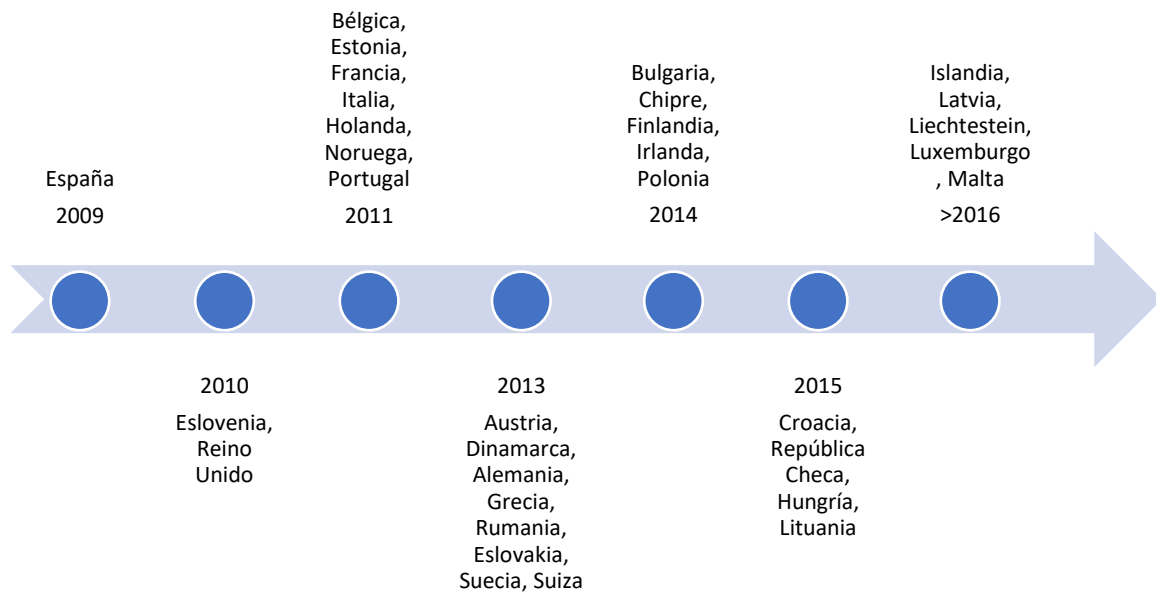 España
2009
2010
Eslovenia,
Reino
Unido
Bélgica,
Estonia,
Francia,
Italia,
Holanda,
Noruega,
Portugal
2011
2013
Austria,
Dinamarca,
Alemania,
Grecia,
Rumania,
Eslovakia,
Suecia, Suiza
Bulgaria,
Chipre,
Finlandia,
Irlanda,
Polonia
2014
2015
Croacia,
República
Checa,
Hungría,
Lituania
Islandia,
Latvia,
Liechtestein,
Luxemburgo
, Malta
>2016